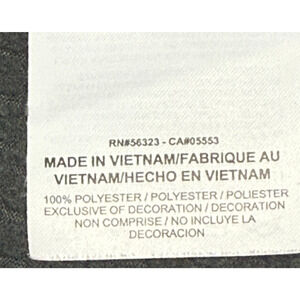 RN#56323 - CA#05553
MADE IN VIETNAM/FABRIQUE AU
VIETNAM/HECHO EN VIETNAM
100% POLYESTER / POLYESTER / POLIESTER
EXCLUSIVE OF DECORATION / DECORATION
NON COMPRISE / NO INCLUYE LA
DECORACION